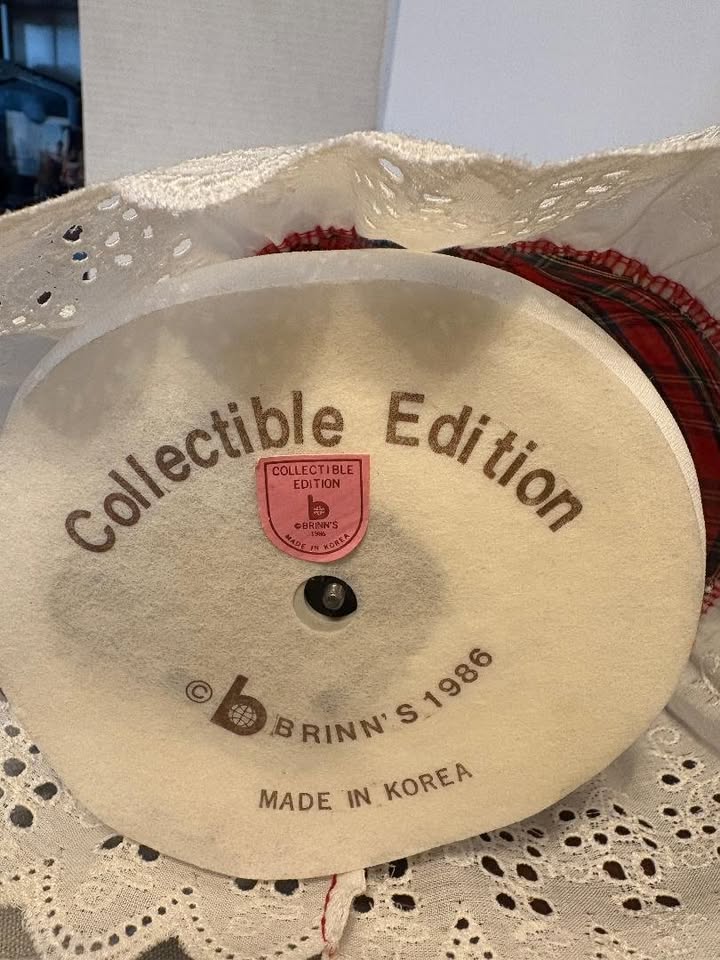 Collectible Edition
COLLECTIBLE
EDITION
b
©BRINN'S
1986
MADE IN KOREA
© b BRINN'S 1986
MADE IN KOREA